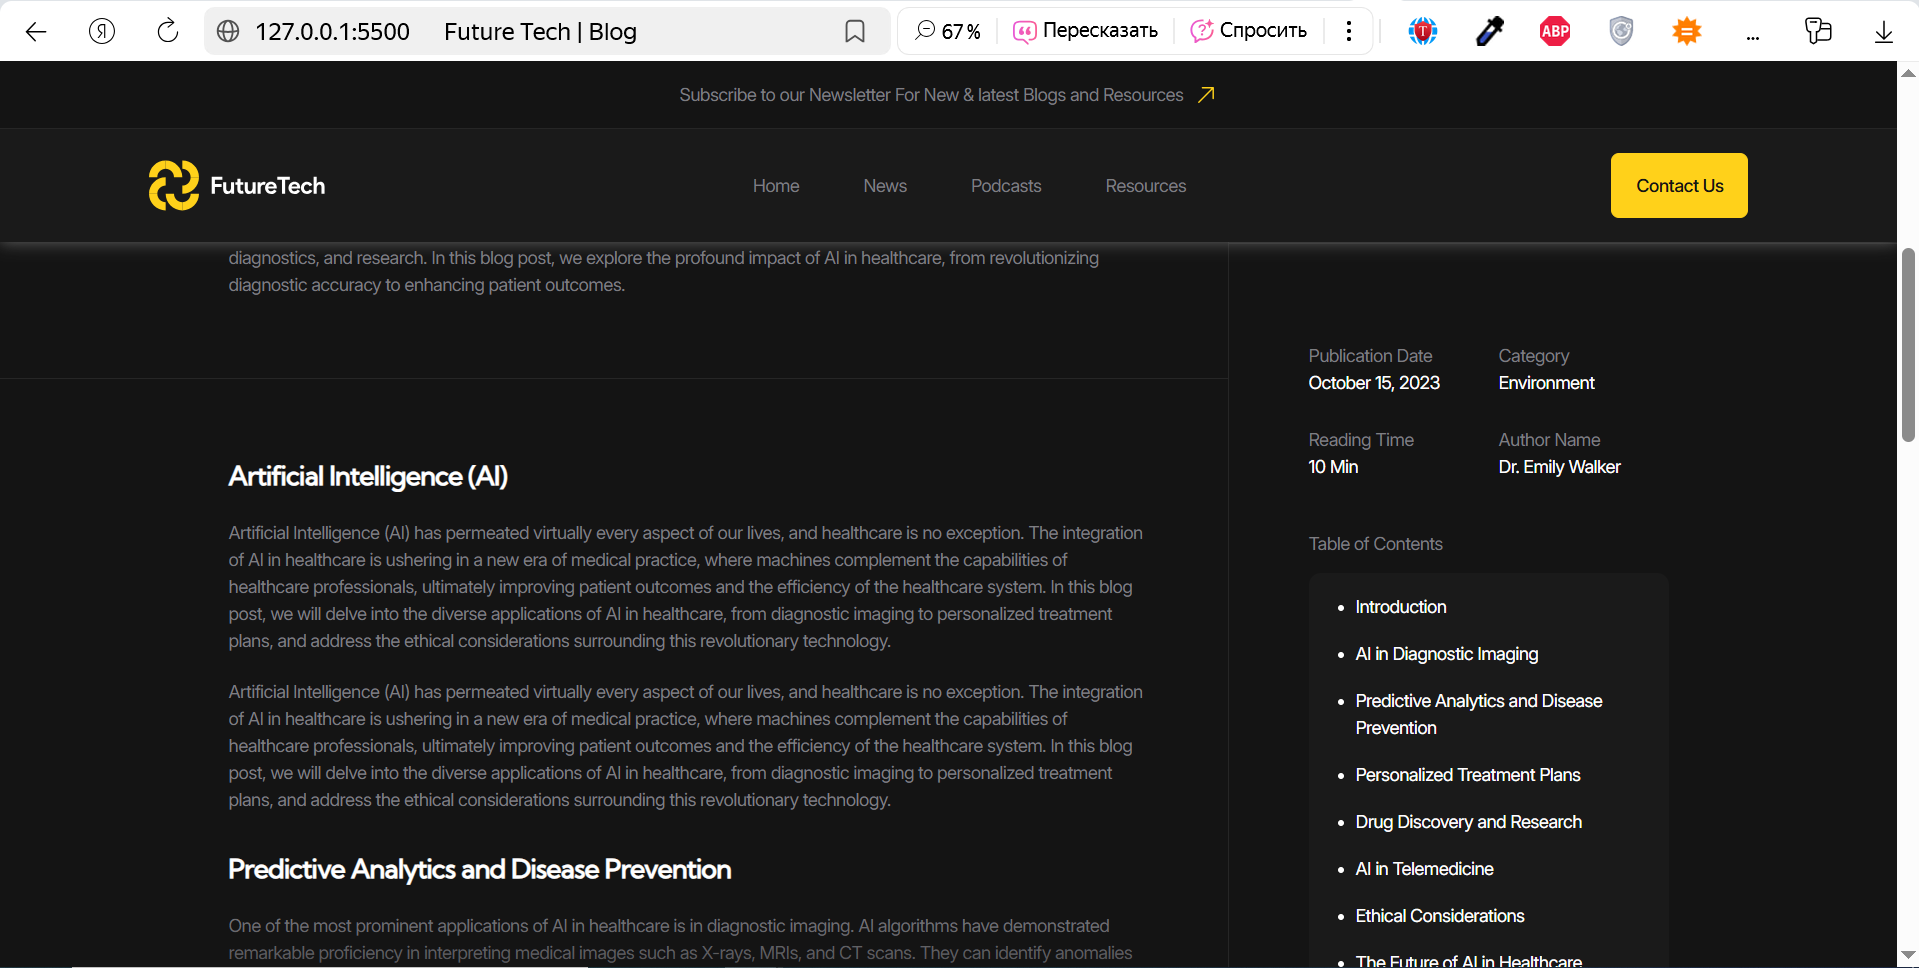 127.0.0.1:5500 Future Tech | Blog 67 % Пересказать Спросить ABP ...
Subscribe to our Newsletter For New & latest Blogs and Resources
FutureTech Home News Podcasts Resources Contact Us
diagnostics, and research. In this blog post, we explore the profound impact of AI in healthcare, from revolutionizing
diagnostic accuracy to enhancing patient outcomes.
Artificial Intelligence (AI)
Artificial Intelligence (AI) has permeated virtually every aspect of our lives, and healthcare is no exception. The integration
of AI in healthcare is ushering in a new era of medical practice, where machines complement the capabilities of
healthcare professionals, ultimately improving patient outcomes and the efficiency of the healthcare system. In this blog
post, we will delve into the diverse applications of AI in healthcare, from diagnostic imaging to personalized treatment
plans, and address the ethical considerations surrounding this revolutionary technology.
Artificial Intelligence (AI) has permeated virtually every aspect of our lives, and healthcare is no exception. The integration
of AI in healthcare is ushering in a new era of medical practice, where machines complement the capabilities of
healthcare professionals, ultimately improving patient outcomes and the efficiency of the healthcare system. In this blog
post, we will delve into the diverse applications of AI in healthcare, from diagnostic imaging to personalized treatment
plans, and address the ethical considerations surrounding this revolutionary technology.
Predictive Analytics and Disease Prevention
One of the most prominent applications of AI in healthcare is in diagnostic imaging. AI algorithms have demonstrated
remarkable proficiency in interpreting medical images such as X-rays, MRIs, and CT scans. They can identify anomalies
Publication Date
October 15, 2023
Category
Environment
Reading Time
10 Min
Author Name
Dr. Emily Walker
Table of Contents
• Introduction
• AI in Diagnostic Imaging
• Predictive Analytics and Disease
Prevention
• Personalized Treatment Plans
• Drug Discovery and Research
• AI in Telemedicine
• Ethical Considerations
• The Future of AI in Healthcare